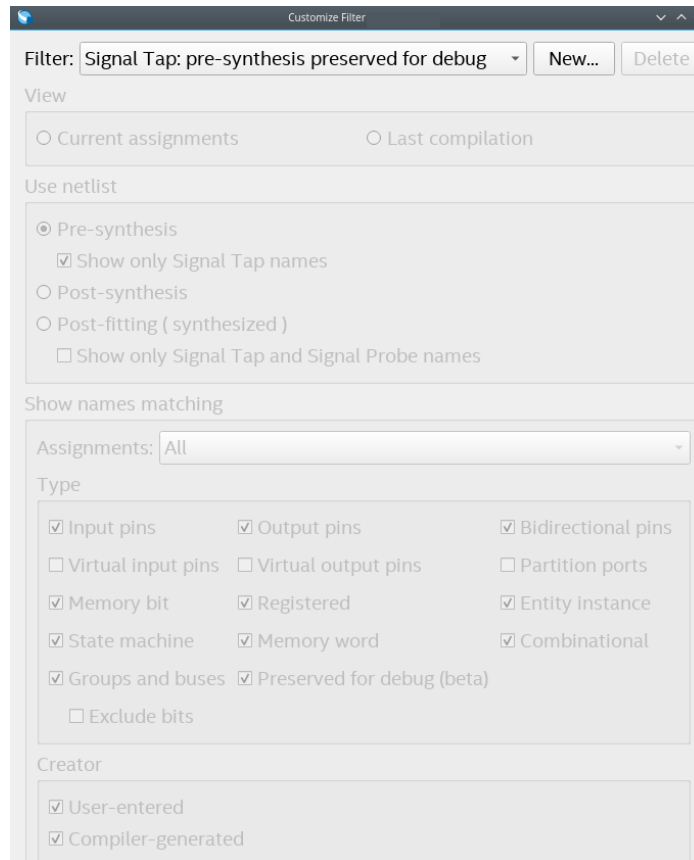 Customize Filter
Filter: Signal Tap: pre-synthesis preserved for debug New... Delete
View
Current assignments Last compilation
Use netlist
Pre-synthesis
Show only Signal Tap names
Post-synthesis
Post-fitting ( synthesized )
Show only Signal Tap and Signal Probe names
Show names matching
Assignments: All
Type
Input pins Output pins Bidirectional pins
Virtual input pins Virtual output pins Partition ports
Memory bit Registered Entity instance
State machine Memory word Combinational
Groups and buses Preserved for debug (beta)
Exclude bits
Creator
User-entered
Compiler-generated